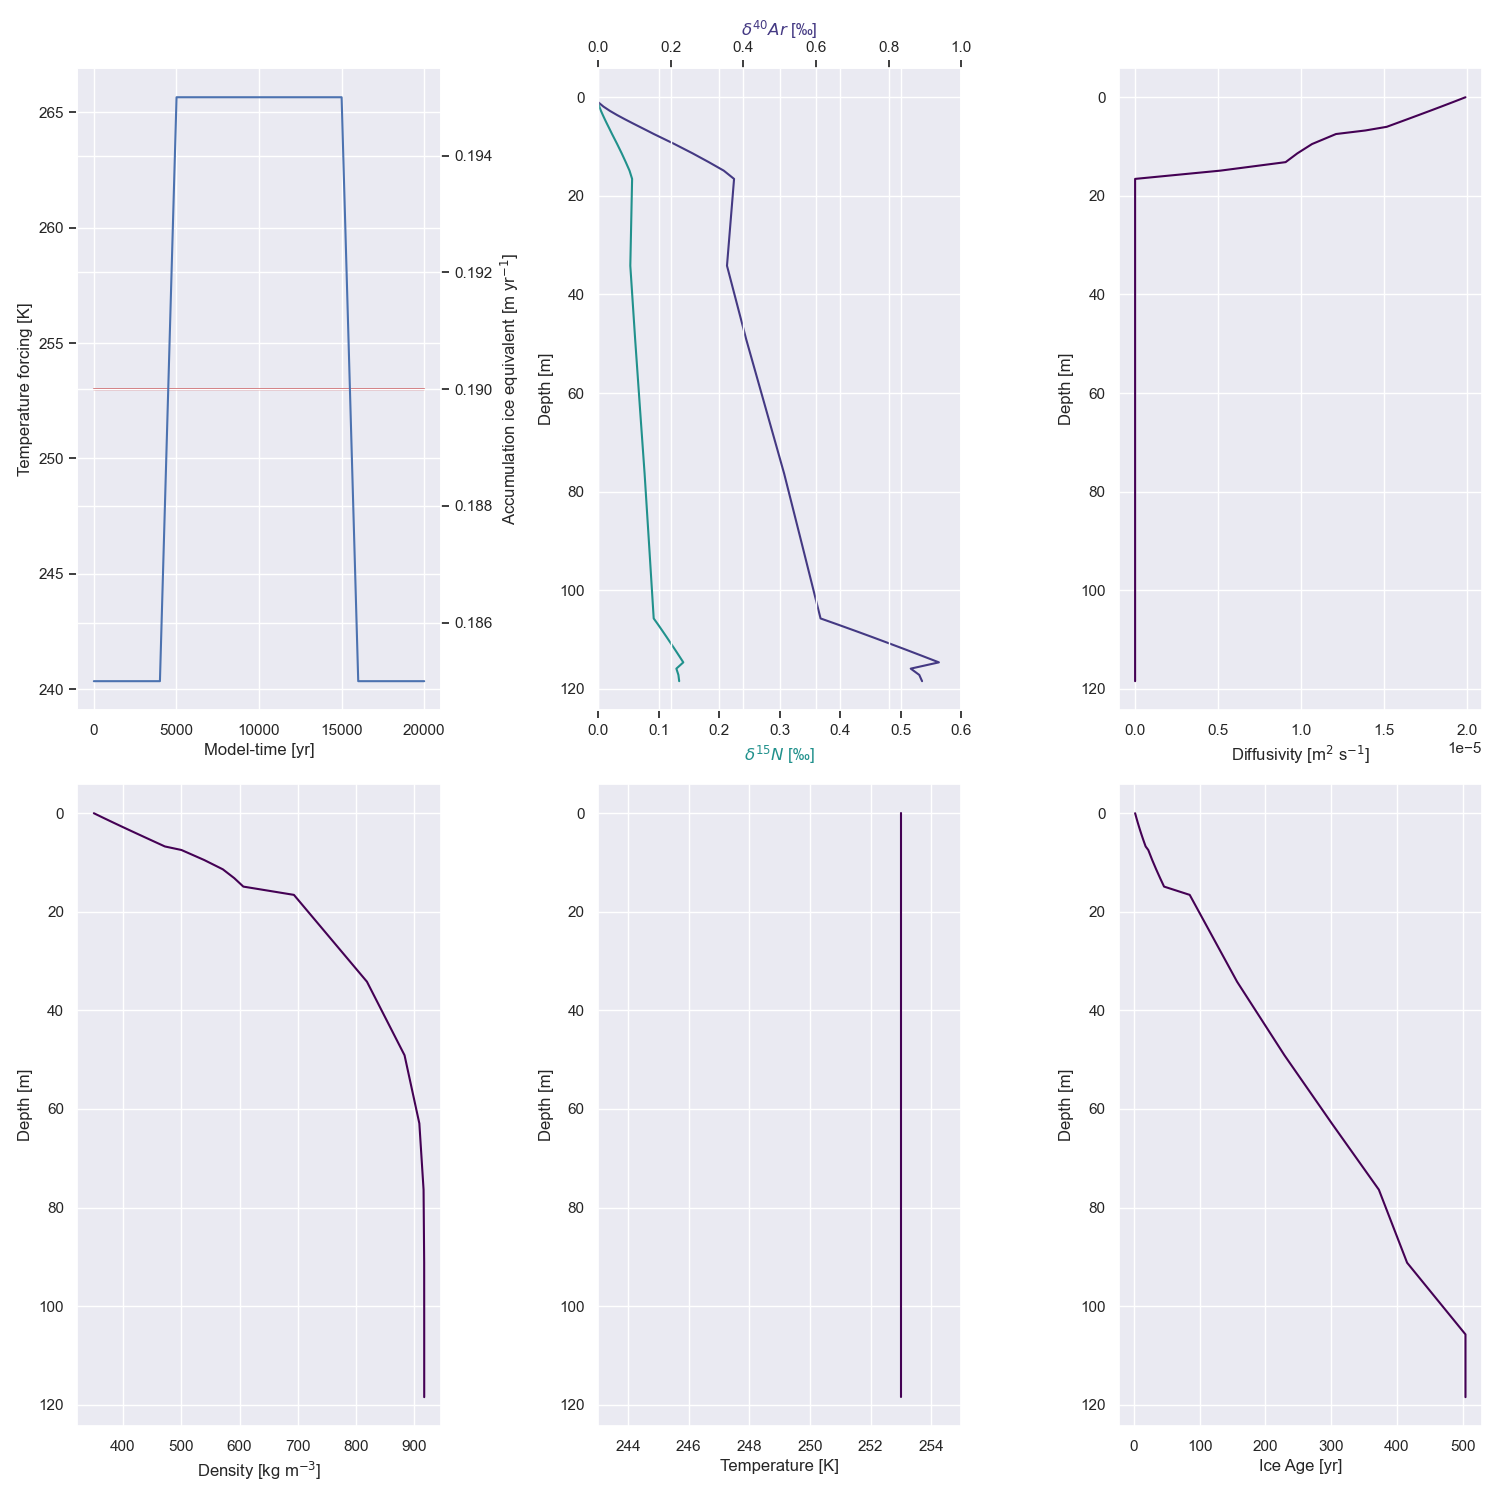 δ⁴⁰Ar [‰]
0.0 0.2 0.4 0.6 0.8 1.0
265
260
255
250
245
240
Temperature forcing [K]
0.194
0.192
0.190
0.188
0.186
Accumulation ice equivalent [m yr⁻¹]
0 5000 10000 15000 20000
Model-time [yr]
0
20
40
60
80
100
120
Depth [m]
0.0 0.1 0.2 0.3 0.4 0.5 0.6
δ¹⁵N [‰]
0
20
40
60
80
100
120
Depth [m]
0.0 0.5 1.0 1.5 2.0
1e−5
Diffusivity [m² s⁻¹]
0
20
40
60
80
100
120
Depth [m]
400 500 600 700 800 900
Density [kg m⁻³]
0
20
40
60
80
100
120
Depth [m]
244 246 248 250 252 254
Temperature [K]
0
20
40
60
80
100
120
Depth [m]
0 100 200 300 400 500
Ice Age [yr]